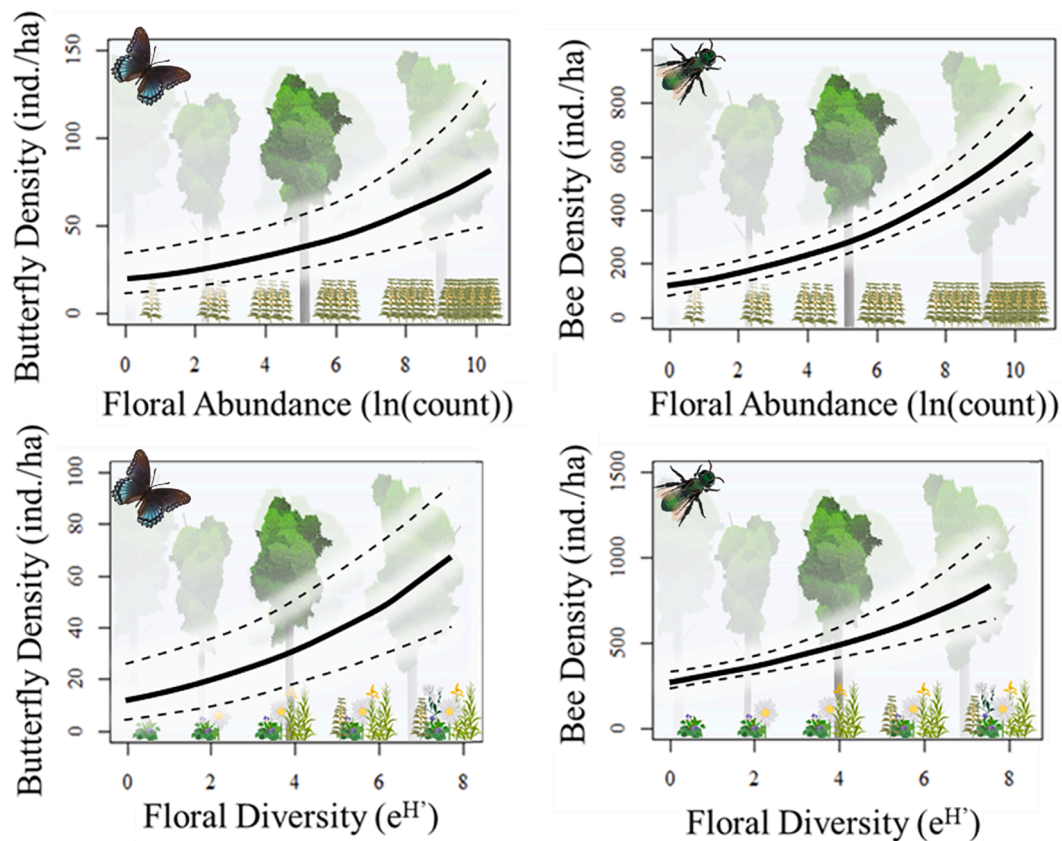 Butterfly Density (ind./ha)
150
100
50
0
0 2 4 6 8 10
Floral Abundance (ln(count))
Bee Density (ind./ha)
800
600
400
200
0
0 2 4 6 8 10
Floral Abundance (ln(count))
Butterfly Density (ind./ha)
100
80
60
40
20
0
0 2 4 6 8
Floral Diversity (e^H’)
Bee Density (ind./ha)
1500
1000
500
0
0 2 4 6 8
Floral Diversity (e^H’)